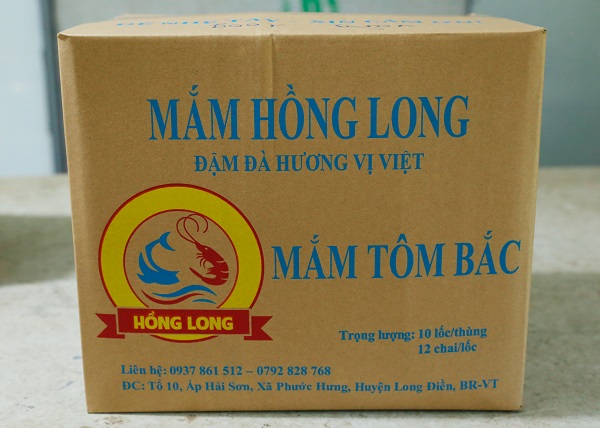 XIN CẨM
MẮM HỒNG LONG
ĐẬM ĐÀ HƯƠNG VỊ VIỆT
MẮM TÔM BẮC
HỒNG LONG
Trọng lượng: 10 lốc/thùng
12 chai/lốc
Liên hệ: 0937 861 512 – 0792 828 768
ĐC: Tổ 10, Ấp Hải Sơn, Xã Phước Hưng, Huyện Long Điền, BR-VT